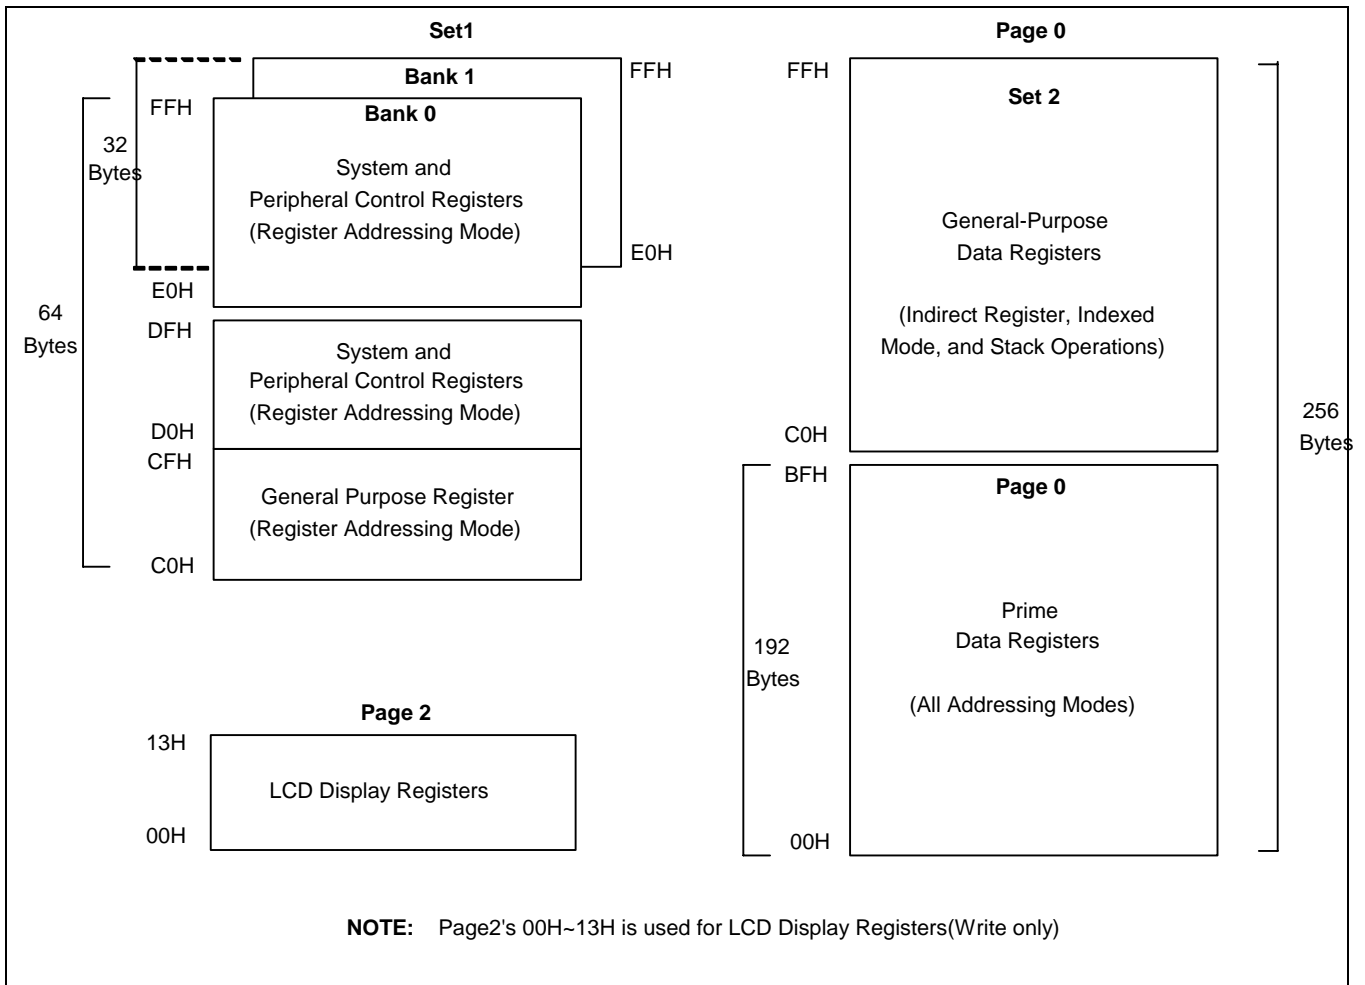 Set1
Bank 1
FFH
Bank 0
FFH
32
Bytes
System and
Peripheral Control Registers
(Register Addressing Mode)
E0H
E0H
64
Bytes
DFH
System and
Peripheral Control Registers
(Register Addressing Mode)
D0H
CFH
General Purpose Register
(Register Addressing Mode)
C0H
Page 2
13H
LCD Display Registers
00H
Page 0
FFH
Set 2
General-Purpose
Data Registers
(Indirect Register, Indexed
Mode, and Stack Operations)
C0H
256
Bytes
BFH
Page 0
Prime
Data Registers
(All Addressing Modes)
192
Bytes
00H
NOTE: Page2's 00H~13H is used for LCD Display Registers(Write only)